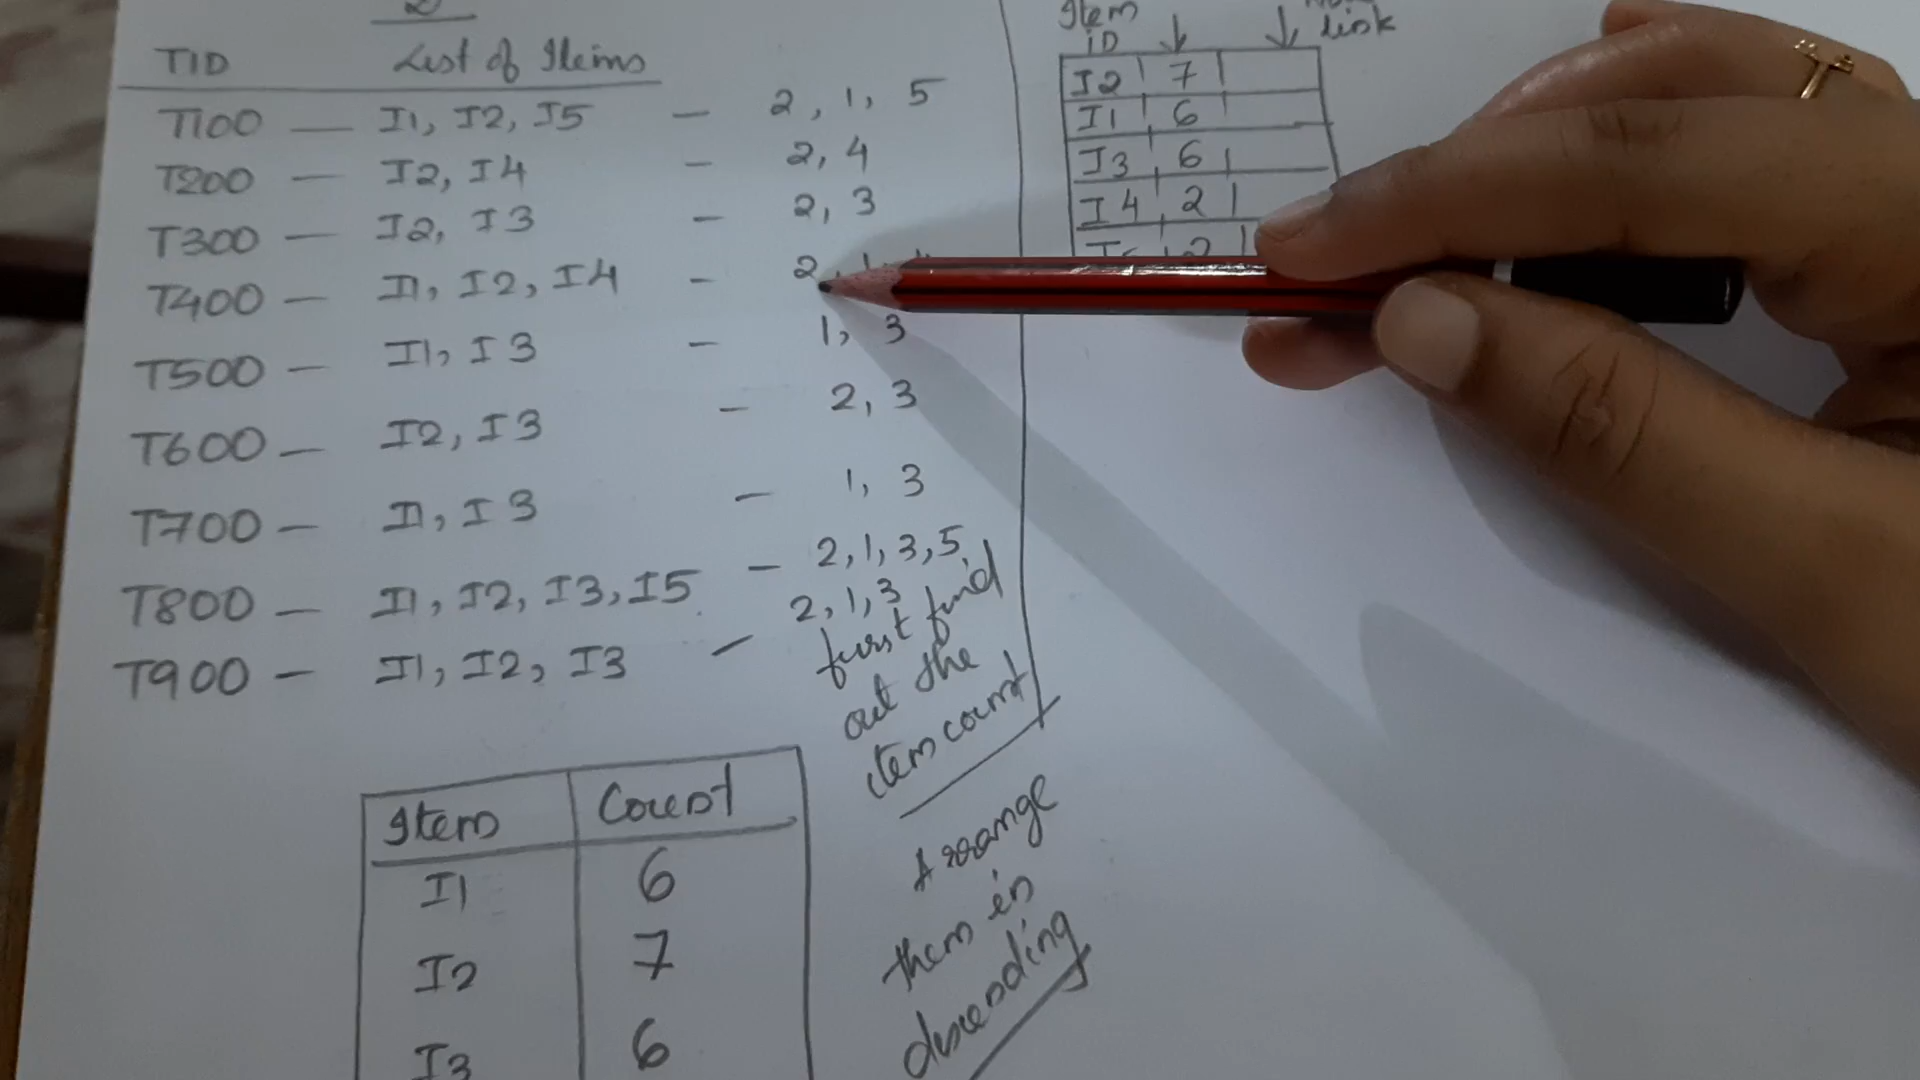 TID List of Items
T100 — I1, I2, I5 - 2, 1, 5
T200 — I2, I4 - 2, 4
T300 — I2, I3 - 2, 3
T400 — I1, I2, I4 - 2,
T500 — I1, I3 - 1, 3
T600 — I2, I3 - 2, 3
T700 — I1, I3 - 1, 3
T800 — I1, I2, I3, I5 - 2, 1, 3, 5
T900 — I1, I2, I3 - 2, 1, 3
first find
out the
item count
Arrange
them in
descending
Item Count
I1 6
I2 7
I3 6
Item
ID link
I2 7
I1 6
I3 6
I4 2
2